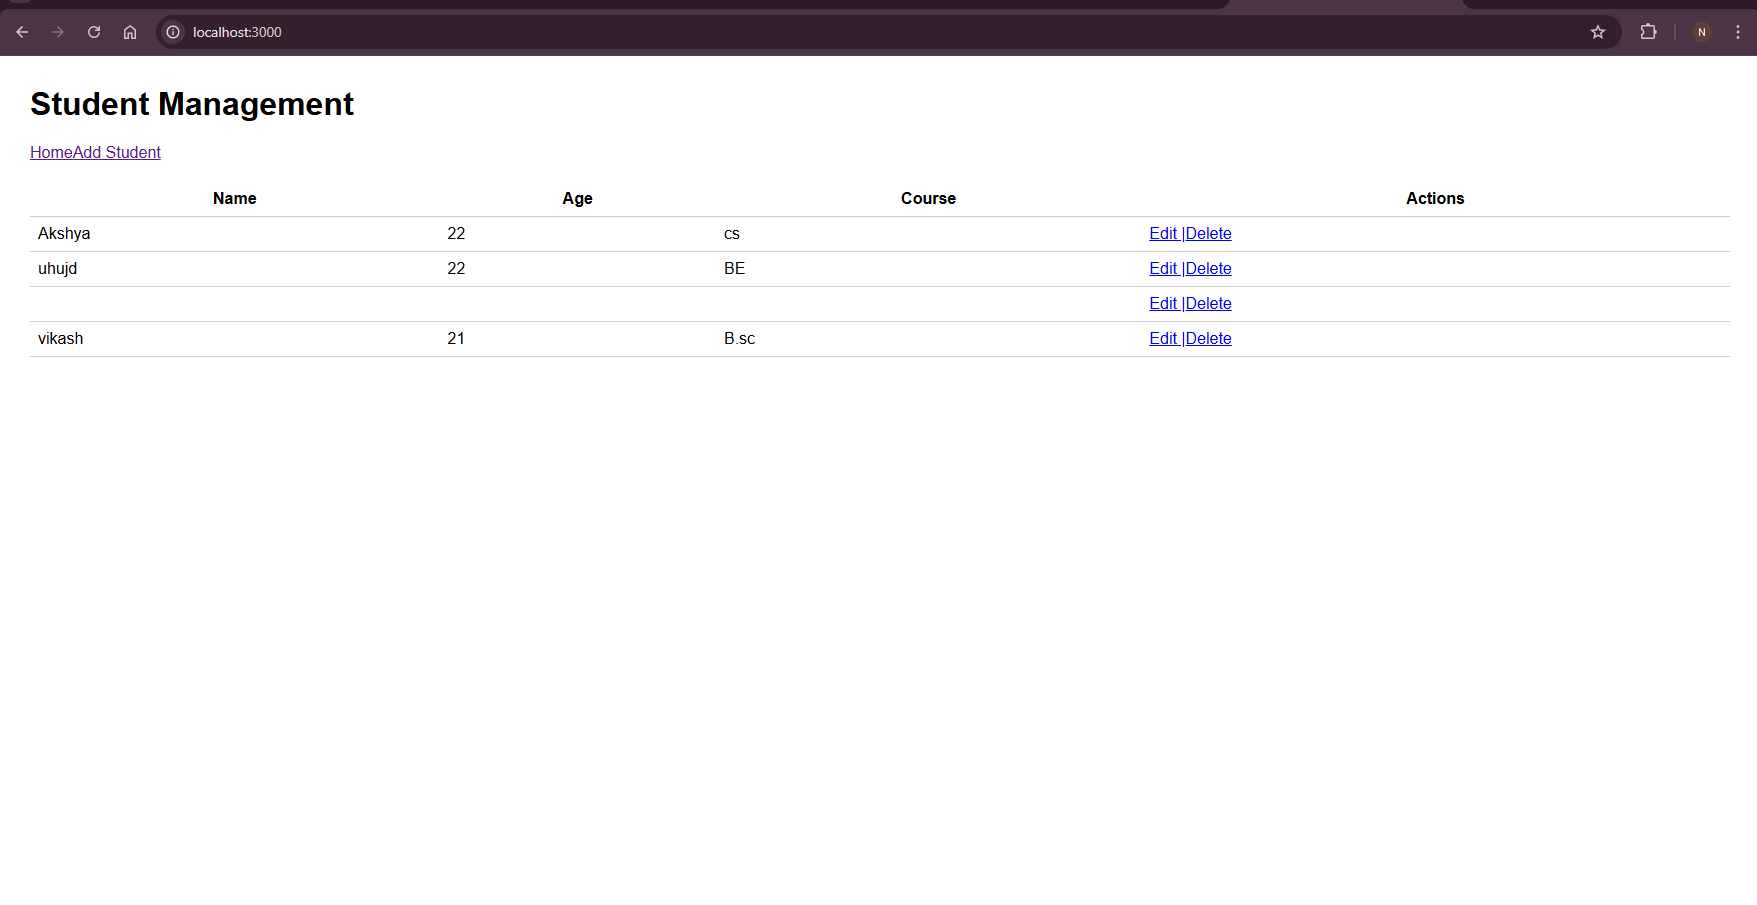 localhost:3000
N
Student Management
HomeAdd Student
Name Age Course Actions
Akshya 22 cs Edit |Delete
uhujd 22 BE Edit |Delete
Edit |Delete
vikash 21 B.sc Edit |Delete